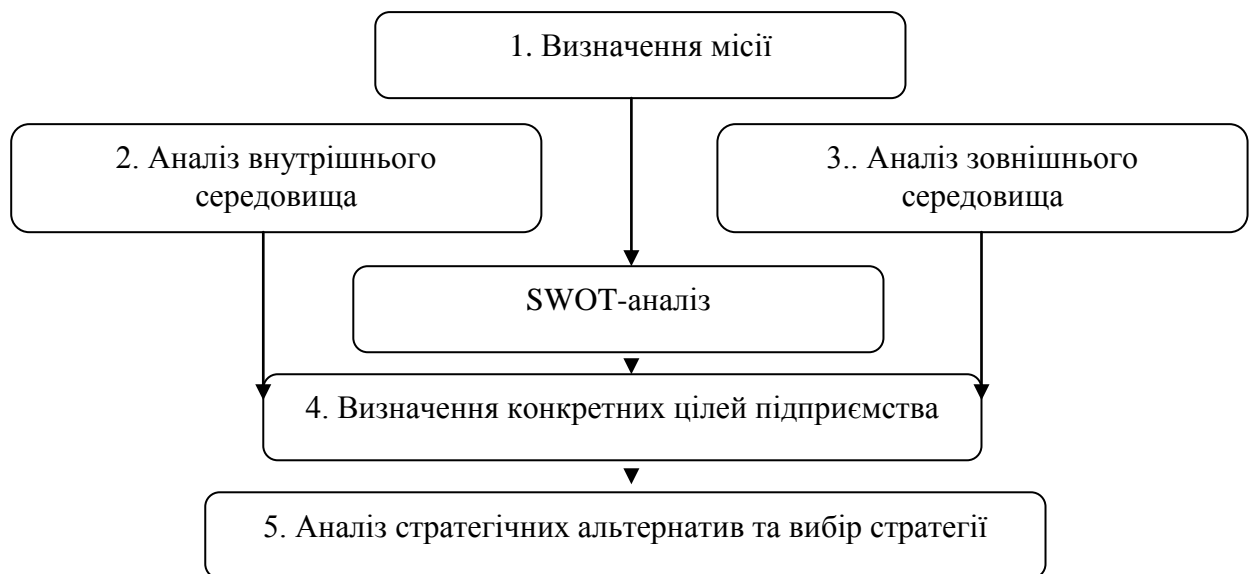 1. Визначення місії
2. Аналіз внутрішнього
середовища
3.. Аналіз зовнішнього
середовища
SWOT-аналіз
4. Визначення конкретних цілей підприємства
5. Аналіз стратегічних альтернатив та вибір стратегії